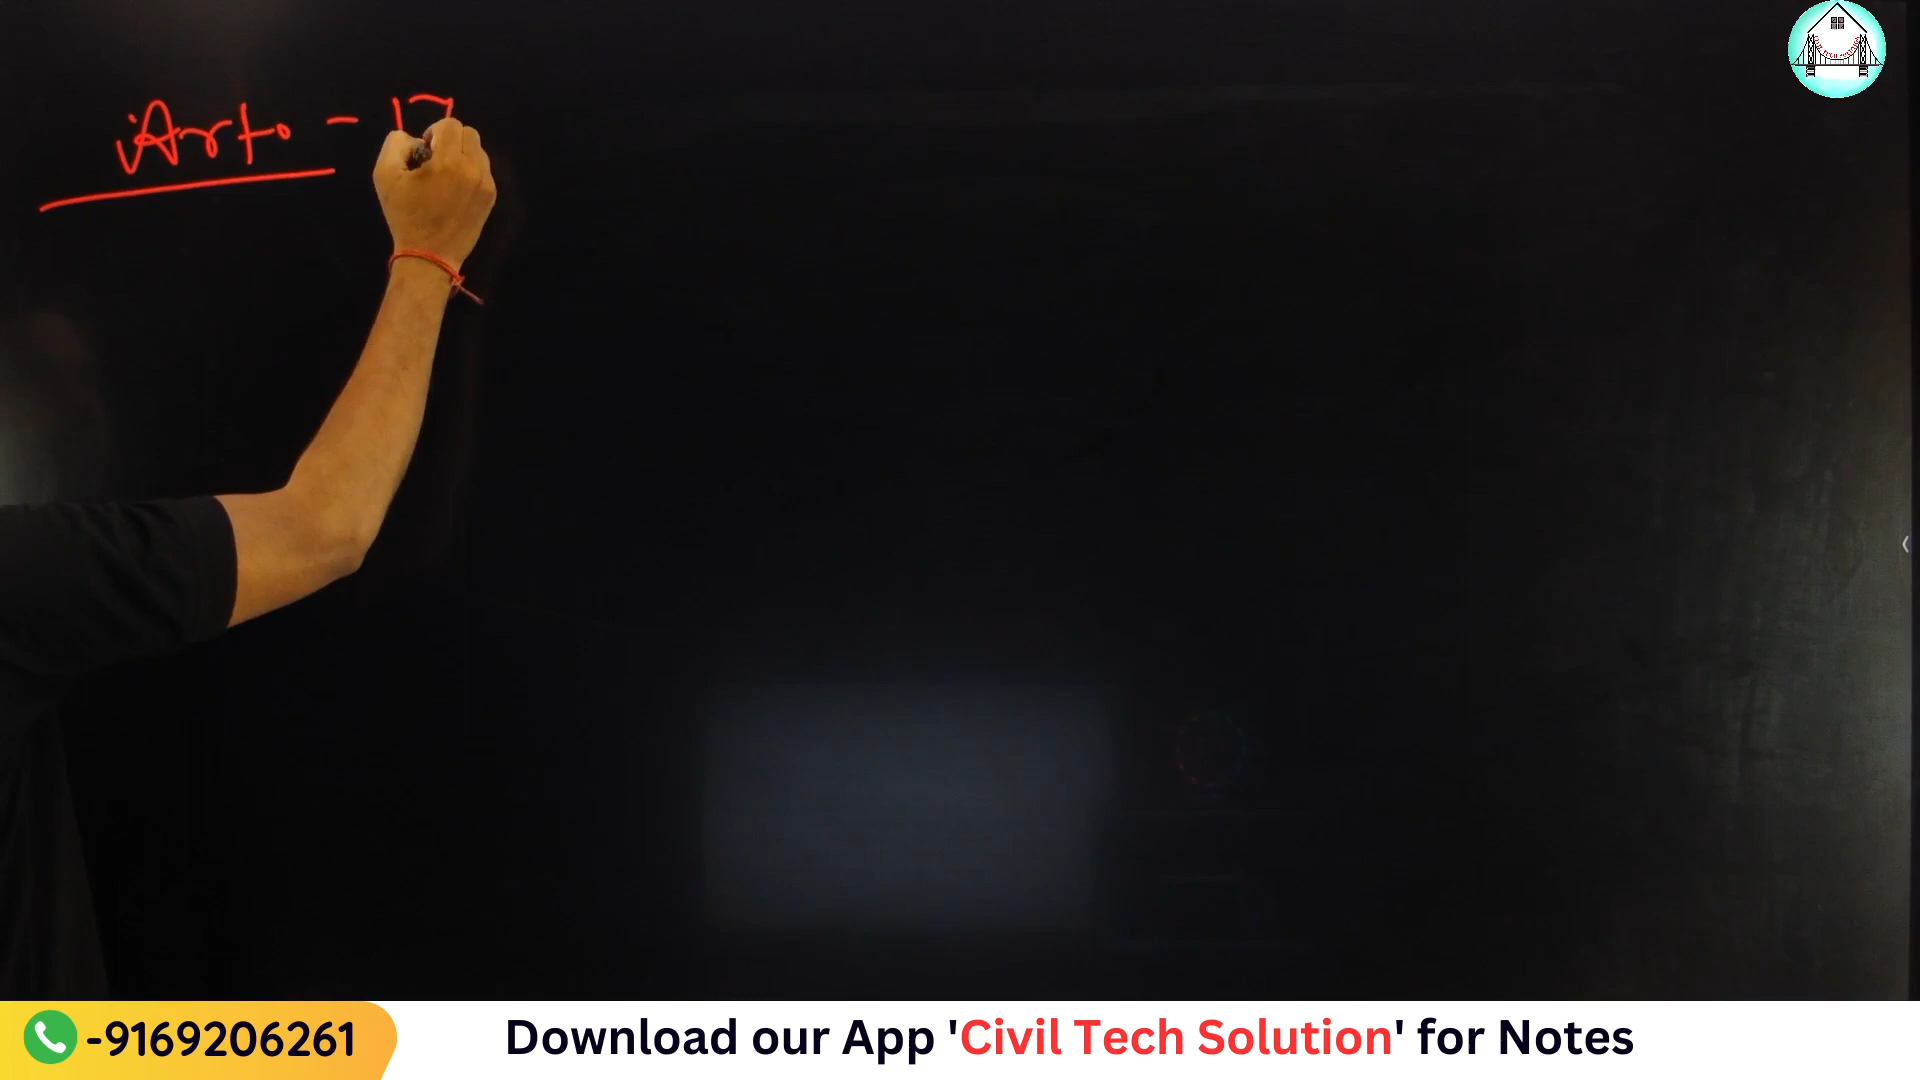 Art. - 17
-9169206261
Download our App 'Civil Tech Solution' for Notes